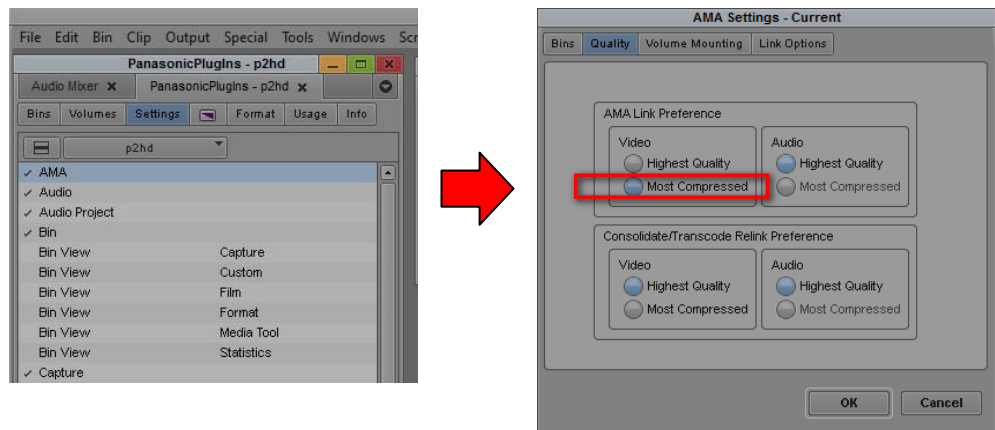 File Edit Bin Clip Output Special Tools Windows Scr
PanasonicPlugIns - p2hd
Audio Mixer PanasonicPlugIns - p2hd
Bins Volumes Settings Format Usage Info
p2hd
AMA
Audio
Audio Project
Bin
Bin View Capture
Bin View Custom
Bin View Film
Bin View Format
Bin View Media Tool
Bin View Statistics
Capture
AMA Settings - Current
Bins Quality Volume Mounting Link Options
AMA Link Preference
Video Audio
Highest Quality Highest Quality
Most Compressed Most Compressed
Consolidate/Transcode Relink Preference
Video Audio
Highest Quality Highest Quality
Most Compressed Most Compressed
OK Cancel